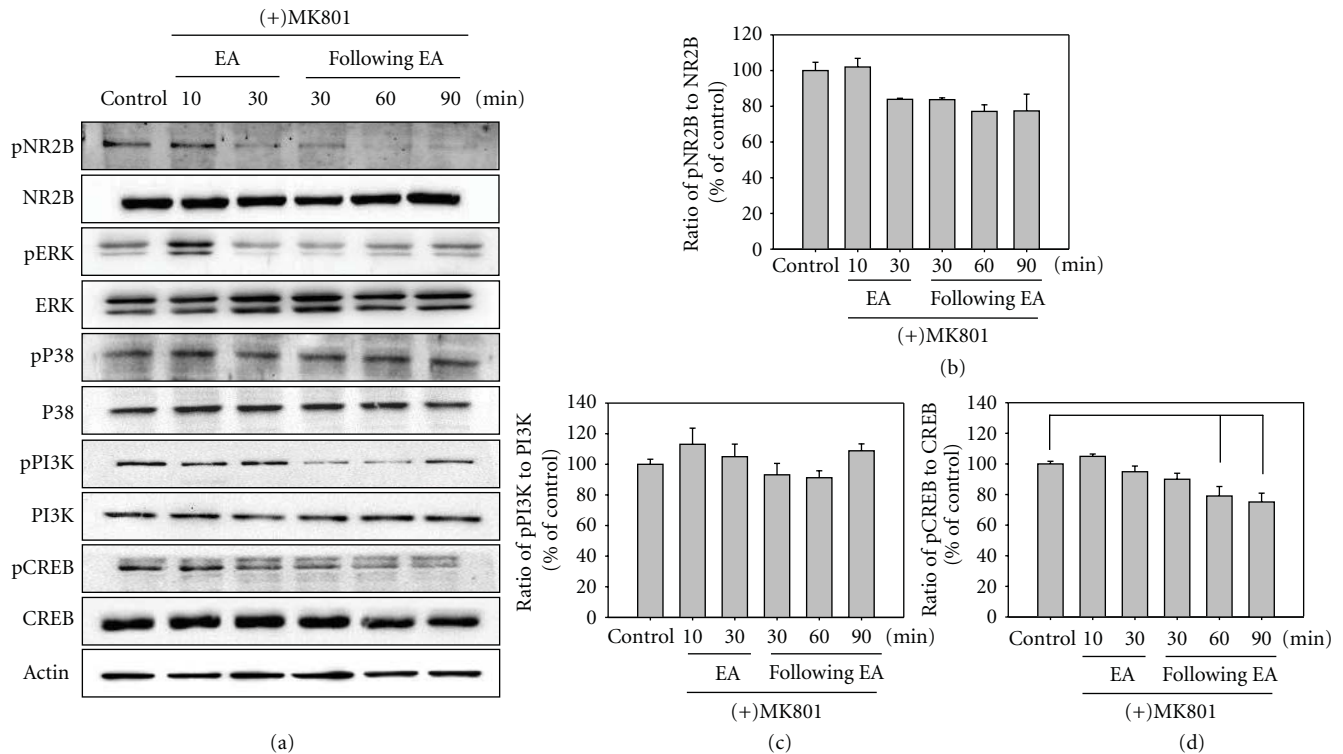 (+)MK801
EA Following EA
Control 10 30 30 60 90 (min)
pNR2B
NR2B
pERK
ERK
pP38
P38
pPI3K
PI3K
pCREB
CREB
Actin
(a)
Ratio of pNR2B to NR2B
(% of control)
120
100
80
60
40
20
0
Control 10 30 30 60 90 (min)
EA Following EA
(+)MK801
(b)
Ratio of pPI3K to PI3K
(% of control)
140
120
100
80
60
40
20
0
Control 10 30 30 60 90 (min)
EA Following EA
(+)MK801
(c)
Ratio of pCREB to CREB
(% of control)
140
120
100
80
60
40
20
0
Control 10 30 30 60 90 (min)
EA Following EA
(+)MK801
(d)